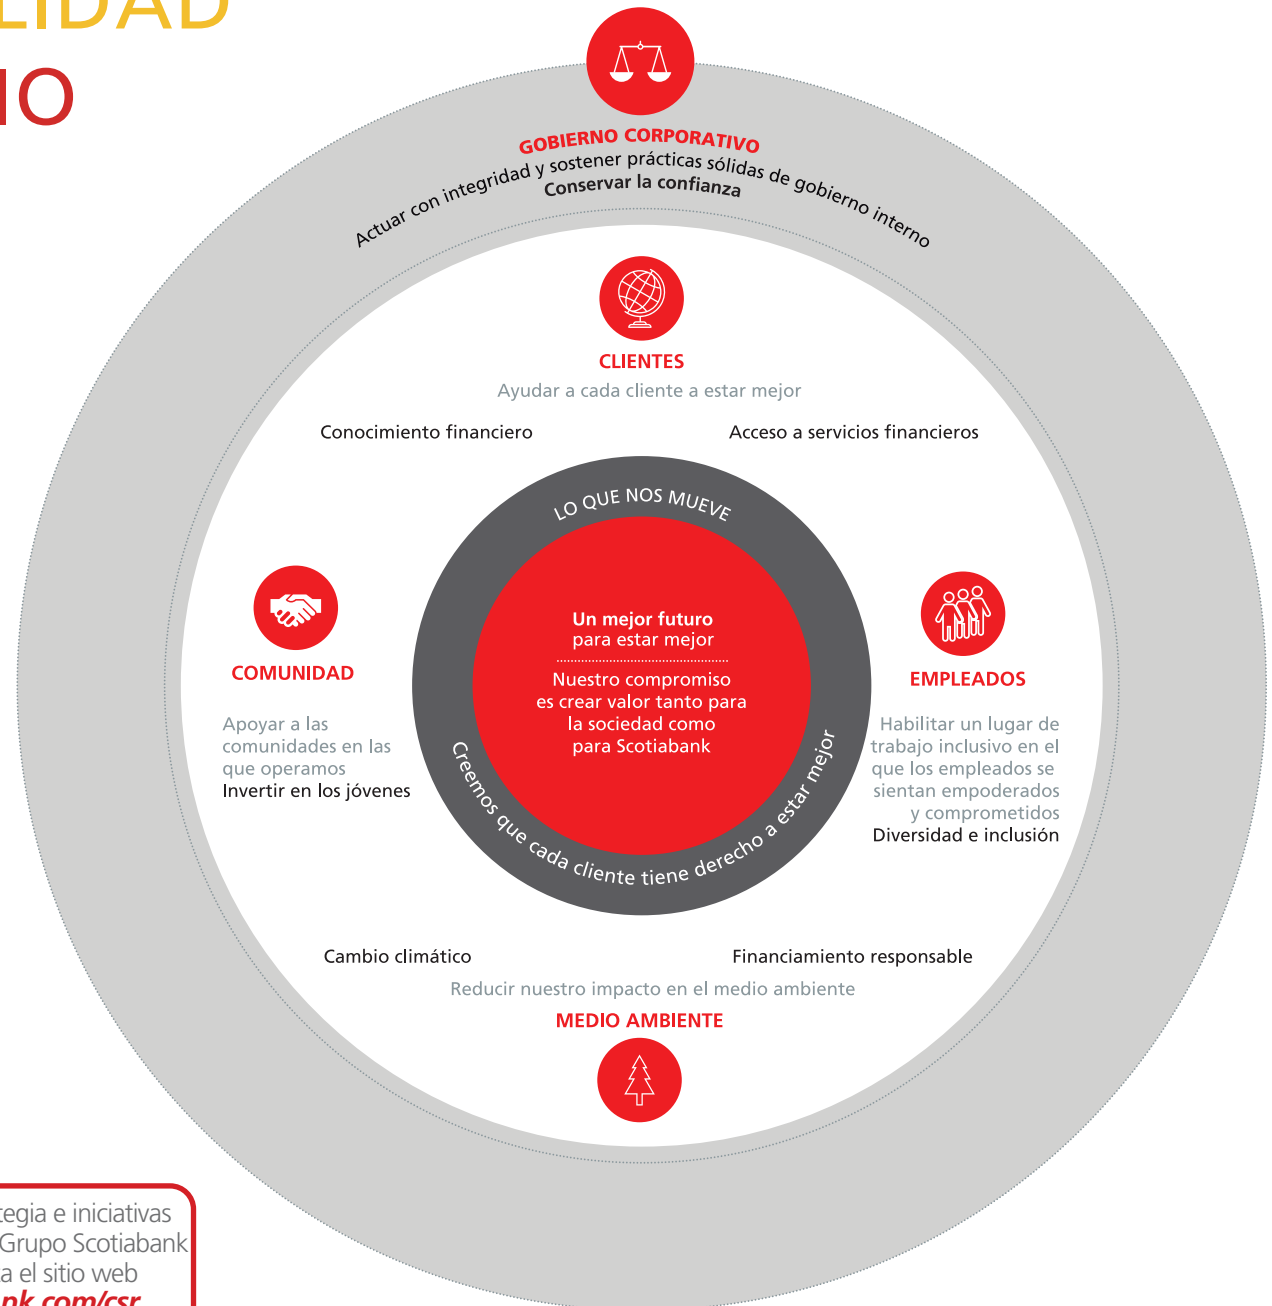 GOBIERNO CORPORATIVO
Actuar con integridad y sostener prácticas sólidas de gobierno interno
Conservar la confianza
CLIENTES
Ayudar a cada cliente a estar mejor
Conocimiento financiero
Acceso a servicios financieros
LO QUE NOS MUEVE
Un mejor futuro
para estar mejor
Nuestro compromiso
es crear valor tanto para
la sociedad como
para Scotiabank
Creemos que cada cliente tiene derecho a estar mejor
COMUNIDAD
Apoyar a las
comunidades en las
que operamos
Invertir en los jóvenes
EMPLEADOS
Habilitar un lugar de
trabajo inclusivo en el
que los empleados se
sientan empoderados
y comprometidos
Diversidad e inclusión
Cambio climático
Financiamiento responsable
Reducir nuestro impacto en el medio ambiente
MEDIO AMBIENTE
e iniciativas
Grupo Scotiabank
el sitio web
com/csr